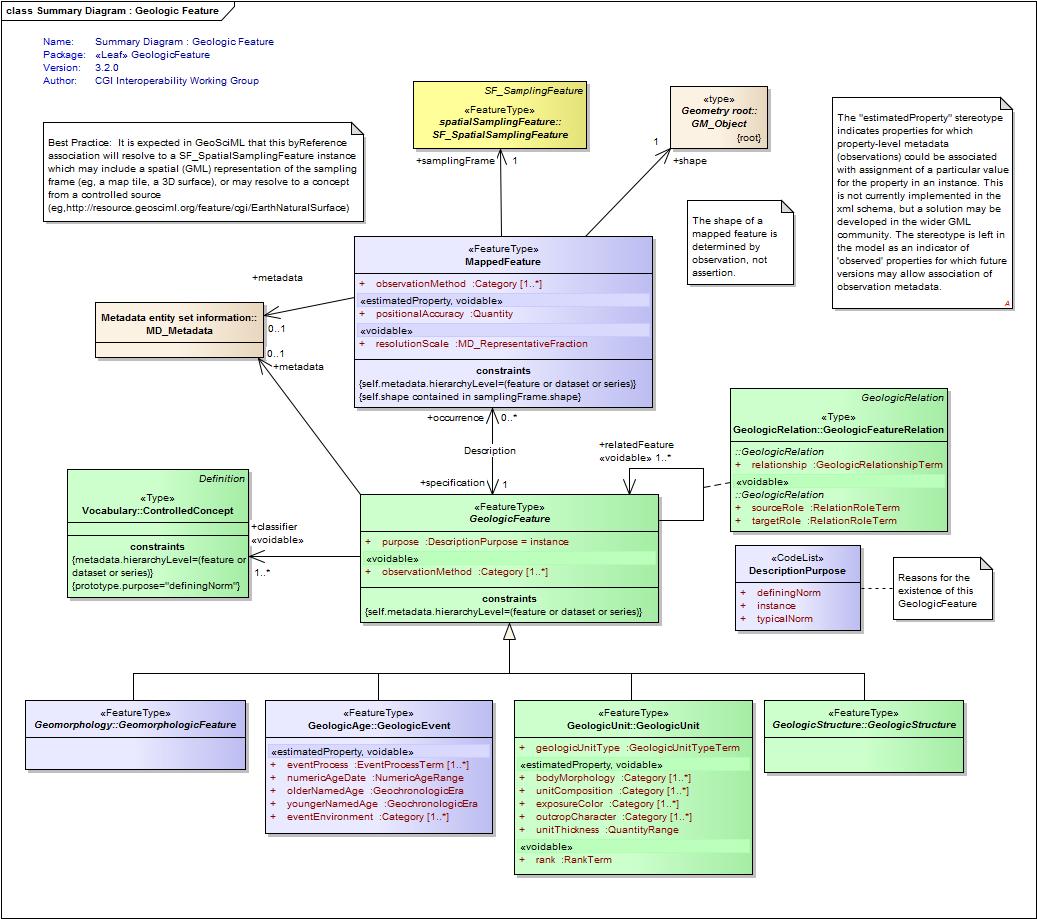 class Summary Diagram : Geologic Feature
Name: Summary Diagram : Geologic Feature
Package: «Leaf» GeologicFeature
Version: 3.2.0
Author: CGI Interoperability Working Group
SF_SamplingFeature
«FeatureType»
spatialSamplingFeature::
SF_SpatialSamplingFeature
«type»
Geometry root::
GM_Object
{root}
The "estimatedProperty" stereotype
indicates properties for which
property-level metadata
(observations) could be associated
with assignment of a particular value
for the property in an instance. This
is not currently implemented in the
xml schema, but a solution may be
developed in the wider GML
community. The stereotype is left in
the model as an indicator of
'observed' properties for which future
versions may allow association of
observation metadata.
A
Best Practice: It is expected in GeoSciML that this byReference
association will resolve to a SF_SpatialSamplingFeature instance
which may include a spatial (GML) representation of the sampling
frame (eg, a map tile, a 3D surface), or may resolve to a concept
from a controlled source
(eg,http://resource.geosciml.org/feature/cgi/EarthNaturalSurface)
+samplingFrame 1
1
+shape
The shape of a
mapped feature is
determined by
observation, not
assertion.
«FeatureType»
MappedFeature
+ observationMethod :Category [1..*]
«estimatedProperty, voidable»
+ positionalAccuracy :Quantity
«voidable»
+ resolutionScale :MD_RepresentativeFraction
constraints
{self.metadata.hierarchyLevel=(feature or dataset or series)}
{self.shape contained in samplingFrame.shape}
+metadata
0..1
Metadata entity set information::
MD_Metadata
0..1
+metadata
+occurrence 0..*
Description
+specification 1
+relatedFeature
«voidable» 1..*
GeologicRelation
«Type»
GeologicRelation::GeologicFeatureRelation
::GeologicRelation
+ relationship :GeologicRelationshipTerm
«voidable»
::GeologicRelation
+ sourceRole :RelationRoleTerm
+ targetRole :RelationRoleTerm
Definition
«Type»
Vocabulary::ControlledConcept
constraints
{metadata.hierarchyLevel=(feature or
dataset or series)}
{prototype.purpose="definingNorm"}
+classifier
«voidable»
1..*
«FeatureType»
GeologicFeature
+ purpose :DescriptionPurpose = instance
«voidable»
+ observationMethod :Category [1..*]
constraints
{self.metadata.hierarchyLevel=(feature or dataset or series)}
«CodeList»
DescriptionPurpose
+ definingNorm
+ instance
+ typicalNorm
Reasons for the
existence of this
GeologicFeature
«FeatureType»
Geomorphology::GeomorphologicFeature
«FeatureType»
GeologicAge::GeologicEvent
«estimatedProperty, voidable»
+ eventProcess :EventProcessTerm [1..*]
+ numericAgeDate :NumericAgeRange
+ olderNamedAge :GeochronologicEra
+ youngerNamedAge :GeochronologicEra
+ eventEnvironment :Category [1..*]
«FeatureType»
GeologicUnit::GeologicUnit
+ geologicUnitType :GeologicUnitTypeTerm
«estimatedProperty, voidable»
+ bodyMorphology :Category [1..*]
+ unitComposition :Category [1..*]
+ exposureColor :Category [1..*]
+ outcropCharacter :Category [1..*]
+ unitThickness :QuantityRange
«voidable»
+ rank :RankTerm
«FeatureType»
GeologicStructure::GeologicStructure